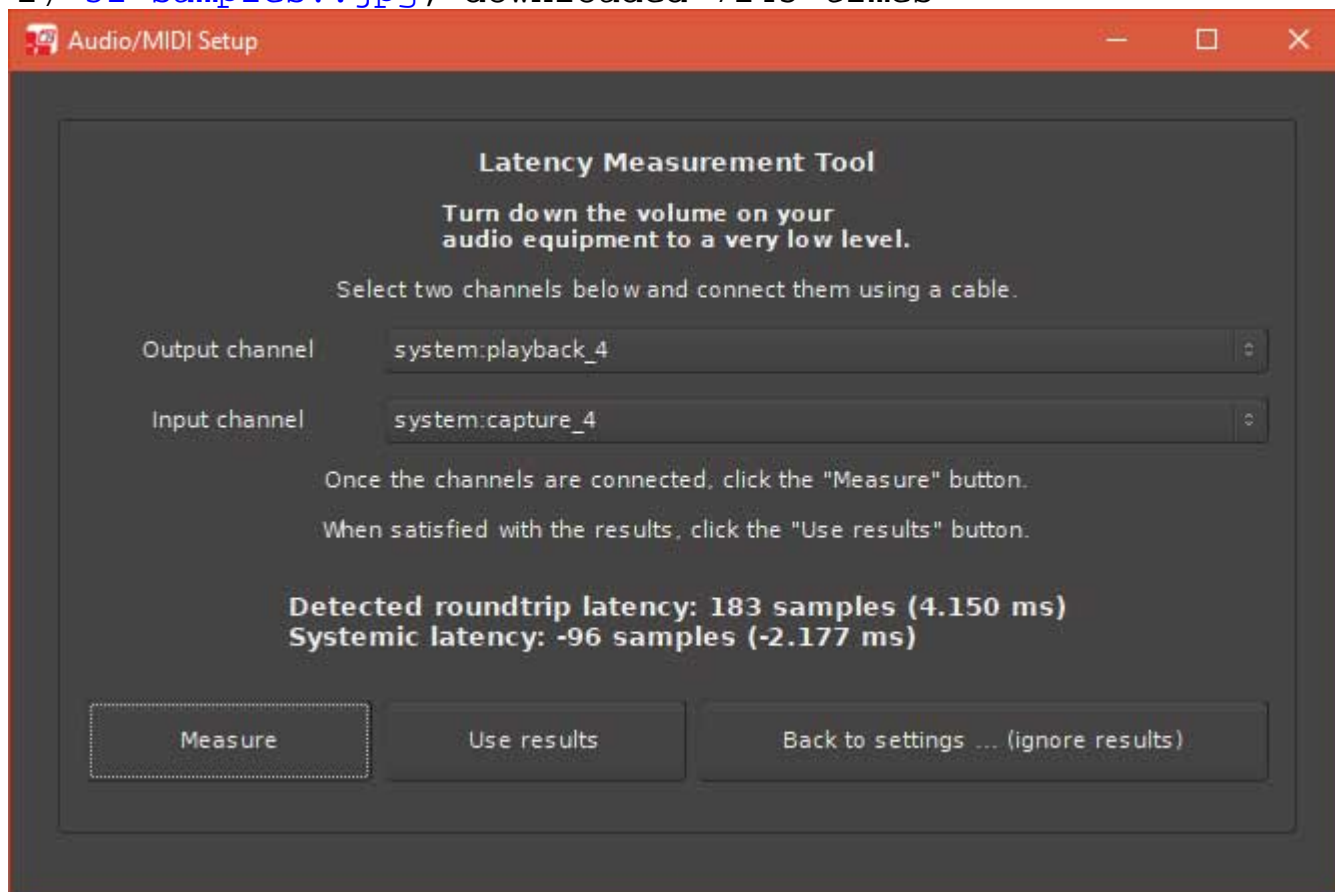 Audio/MIDI Setup
Latency Measurement Tool
Turn down the volume on your
audio equipment to a very low level.
Select two channels below and connect them using a cable.
Output channel system:playback_4
Input channel system:capture_4
Once the channels are connected, click the "Measure" button.
When satisfied with the results, click the "Use results" button.
Detected roundtrip latency: 183 samples (4.150 ms)
Systemic latency: -96 samples (-2.177 ms)
Measure Use results Back to settings ... (ignore results)